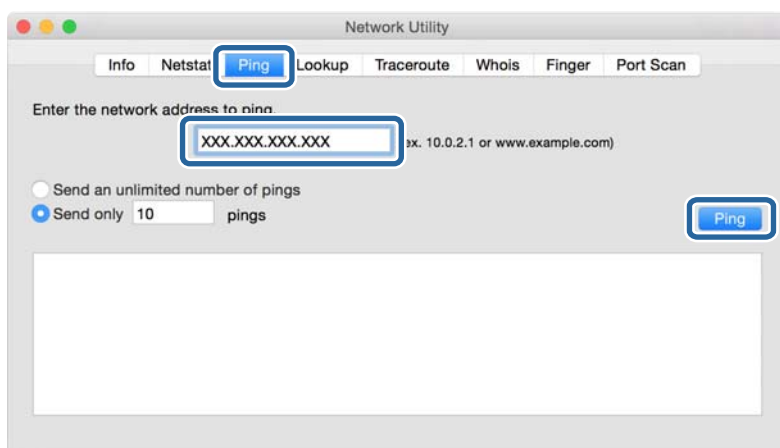 Network Utility
Info Netstat Ping Lookup Traceroute Whois Finger Port Scan
Enter the network address to ping.
XXX.XXX.XXX.XXX ex. 10.0.2.1 or www.example.com)
Send an unlimited number of pings
Send only 10 pings
Ping